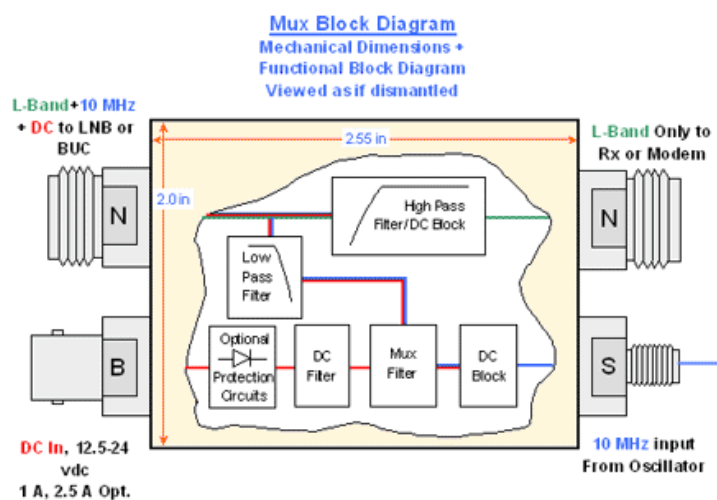 Mux Block Diagram
Mechanical Dimensions +
Functional Block Diagram
Viewed as if dismantled
L-Band+10 MHz
+ DC to LNB or
BUC
2.55 in
L-Band Only to
Rx or Modem
2.0 in
N
High Pass
Filter/DC Block
N
Low
Pass
Filter
B
Optional
Protection
Circuits
DC
Filter
Mux
Filter
DC
Block
S
DC In, 12.5-24
vdc
1 A, 2.5 A Opt.
10 MHz input
From Oscillator